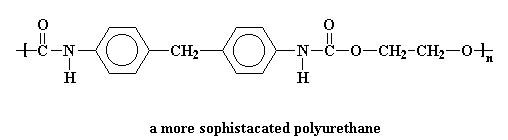 O O
C N CH₂ N C O CH₂ CH₂ O n
H H
a more sophistacated polyurethane